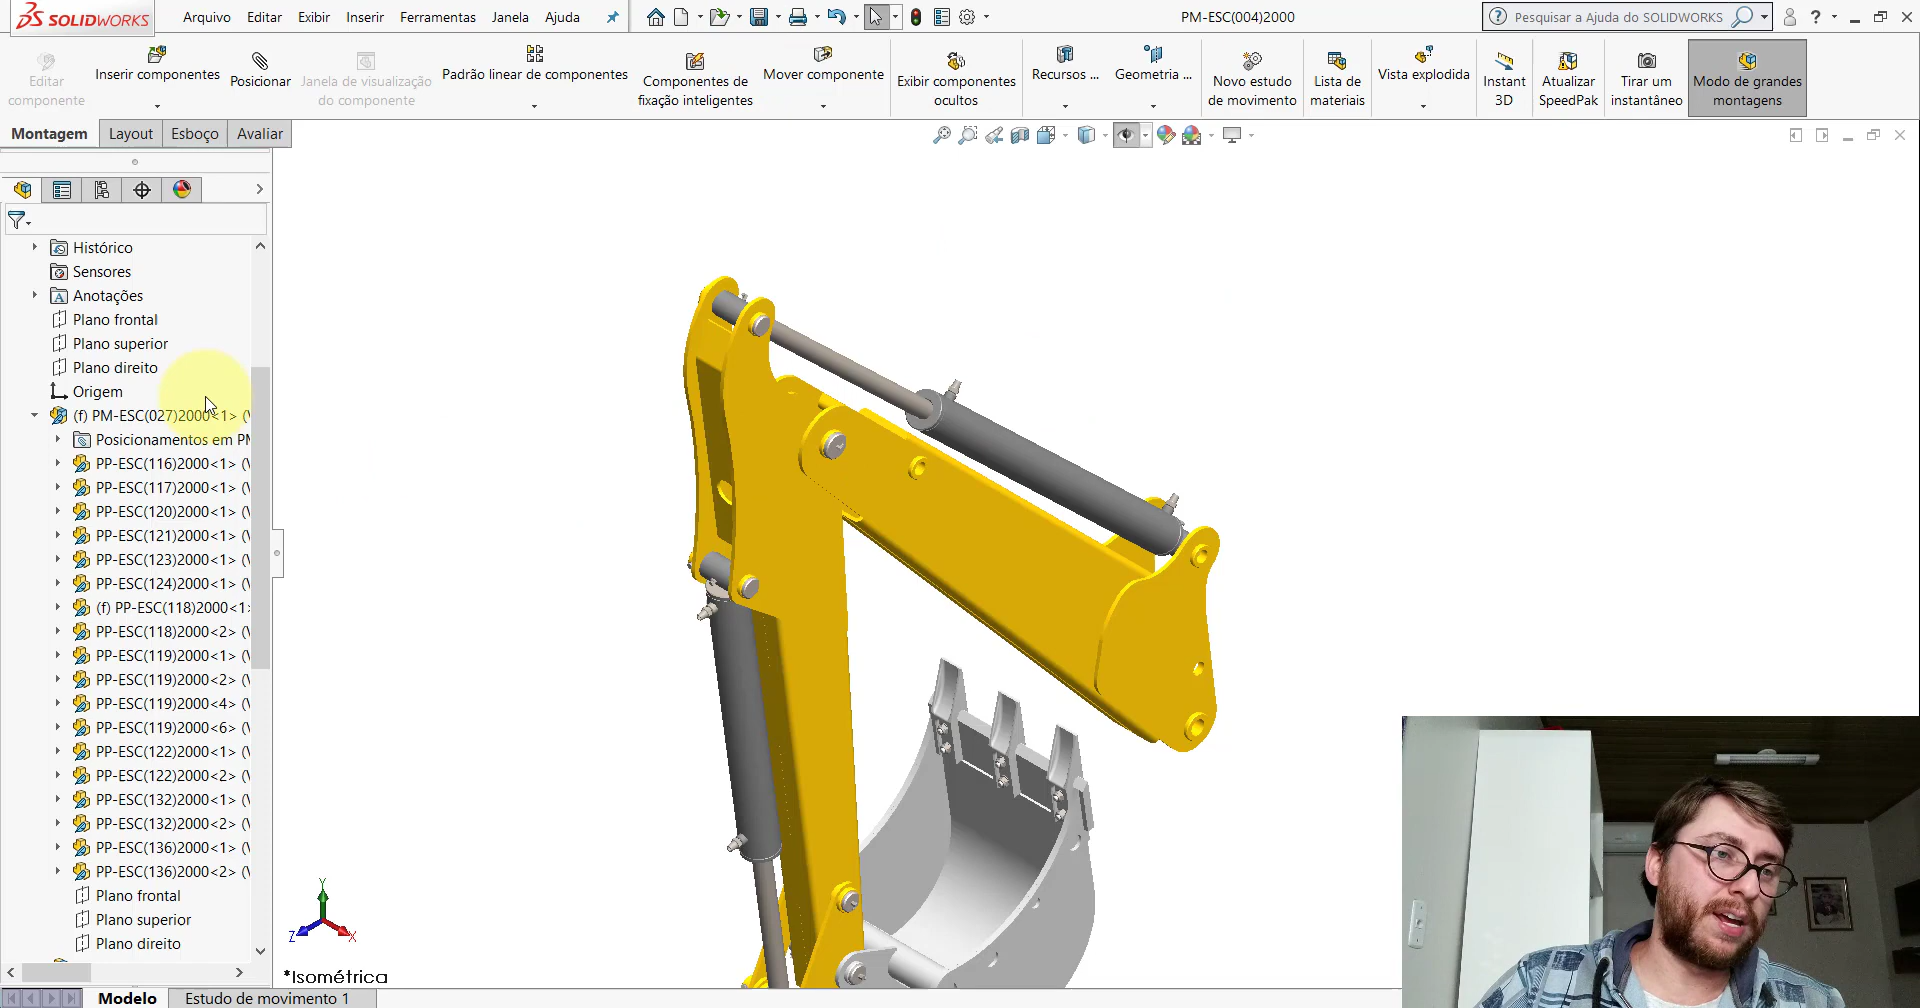 SOLIDWORKS
Arquivo Editar Exibir Inserir Ferramentas Janela Ajuda
PM-ESC(004)2000
Pesquisar a Ajuda do SOLIDWORKS
?
Editar componente
Inserir componentes
Posicionar
Janela de visualização do componente
Padrão linear de componentes
Componentes de fixação inteligentes
Mover componente
Exibir componentes ocultos
Recursos ...
Geometria ...
Novo estudo de movimento
Lista de materiais
Vista explodida
Instant 3D
Atualizar SpeedPak
Tirar um instantâneo
Modo de grandes montagens
Montagem Layout Esboço Avaliar
Histórico
Sensores
Anotações
Plano frontal
Plano superior
Plano direito
Origem
(f) PM-ESC(027)2000<1> (
Posicionamentos em PM
PP-ESC(116)2000<1> (V
PP-ESC(117)2000<1> (V
PP-ESC(120)2000<1> (V
PP-ESC(121)2000<1> (V
PP-ESC(123)2000<1> (V
PP-ESC(124)2000<1> (V
(f) PP-ESC(118)2000<1>
PP-ESC(118)2000<2> (V
PP-ESC(119)2000<1> (V
PP-ESC(119)2000<2> (V
PP-ESC(119)2000<4> (V
PP-ESC(119)2000<6> (V
PP-ESC(122)2000<1> (V
PP-ESC(122)2000<2> (V
PP-ESC(132)2000<1> (V
PP-ESC(132)2000<2> (V
PP-ESC(136)2000<1> (V
PP-ESC(136)2000<2> (V
Plano frontal
Plano superior
Plano direito
Y
Z X
*Isométrica
Modelo Estudo de movimento 1